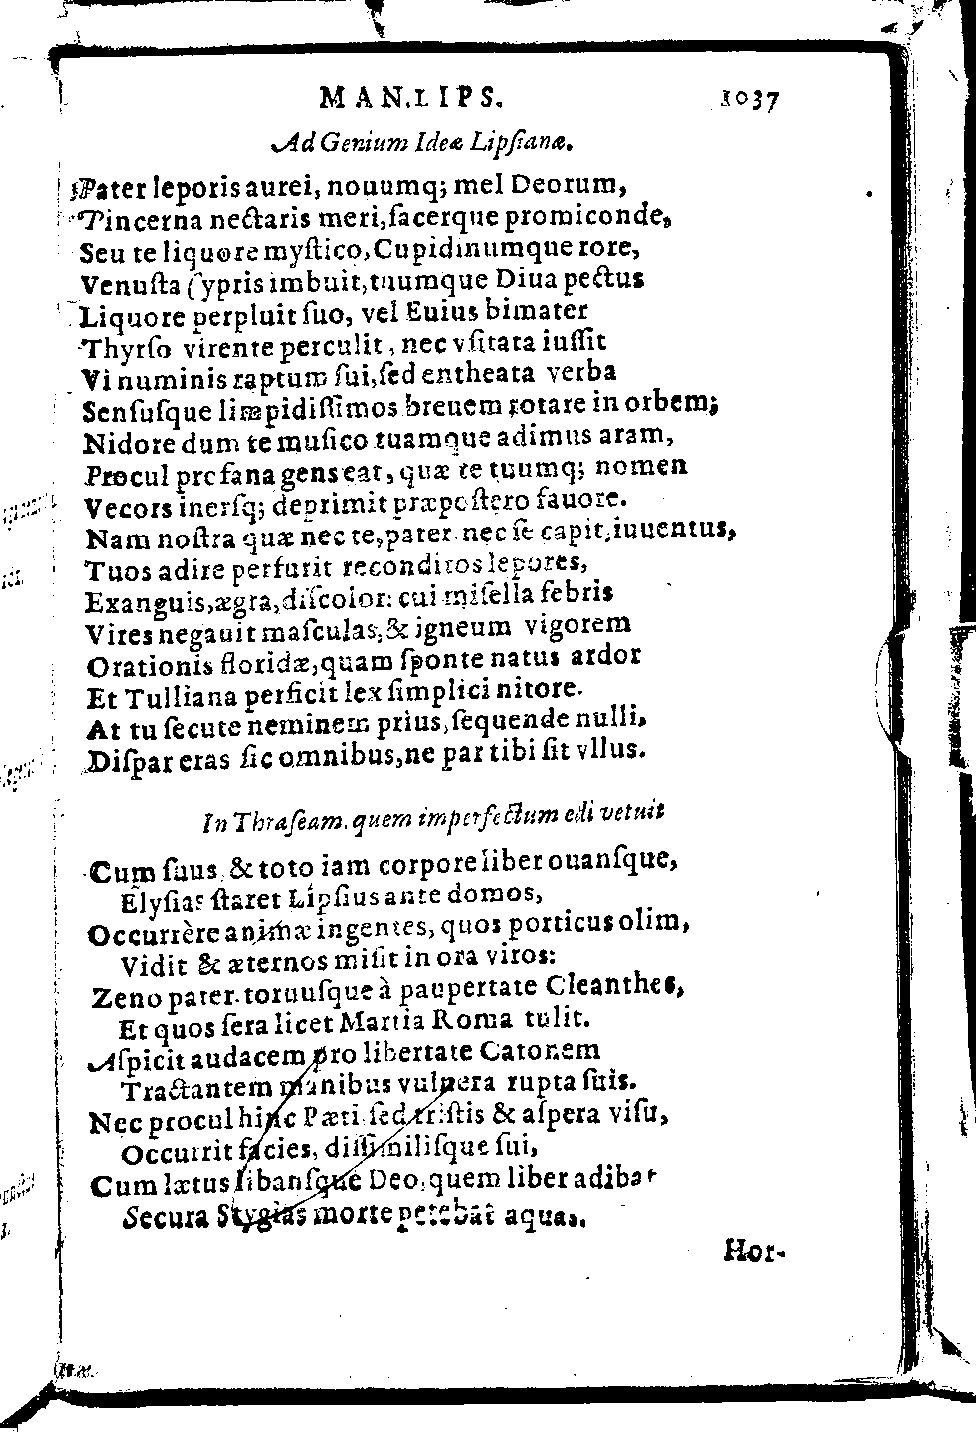 MAN.LIPS. 1037
Ad Genium Ideæ Lipſianæ.
Pater leporis aurei, nouumq; mel Deorum,
Pincerna nectaris meri, ſacerque promiconde,
Seu te liquore myſtico, Cupidinumque rore,
Venuſta Cypris imbuit, tuumque Diua pectus
Liquore perpluit ſuo, vel Euius bimater
Thyrſo virente perculit, nec vſitata iuſſit
Vi numinis raptum ſui, ſed entheata verba
Senſuſque limpidiſſimos breuem rotare in orbem;
Nidore dum te muſico tuamque adimus aram,
Procul profana gens eat, quæ te tuumq; nomen
Vecors inerſq; deprimit præpoſtero fauore.
Nam noſtra quæ nec te, pater nec ſe capit, iuuentus,
Tuos adire perfurit reconditos lepores,
Exanguis, ægra, diſcolor: cui miſella febris
Vires negauit maſculas, & igneum vigorem
Orationis floridæ, quam ſponte natus ardor
Et Tulliana perficit lex ſimplici nitore.
At tu ſecute neminem prius, ſequende nulli,
Diſpar eras ſic omnibus, ne par tibi ſit vllus.
In Thraſeam, quem imperfectum edi vetuit
Cum ſuus & toto iam corpore liber ouanſque,
Elyſias ſtaret Lipſius ante domos,
Occurrère animæ ingentes, quos porticus olim,
Vidit & æternos miſit in ora viros:
Zeno pater toruuſque à paupertate Cleanthes,
Et quos ſera licet Martia Roma tulit.
Aſpicit audacem pro libertate Catonem
Tractantem manibus vulnera rupta ſuis.
Nec procul hinc Pæti ſed triſtis & aſpera viſu,
Occurrit facies, diſſimiliſque ſui,
Cum lætus libanſque Deo, quem liber adibat
Secura Stygias morte petebat aquas.
Hor-